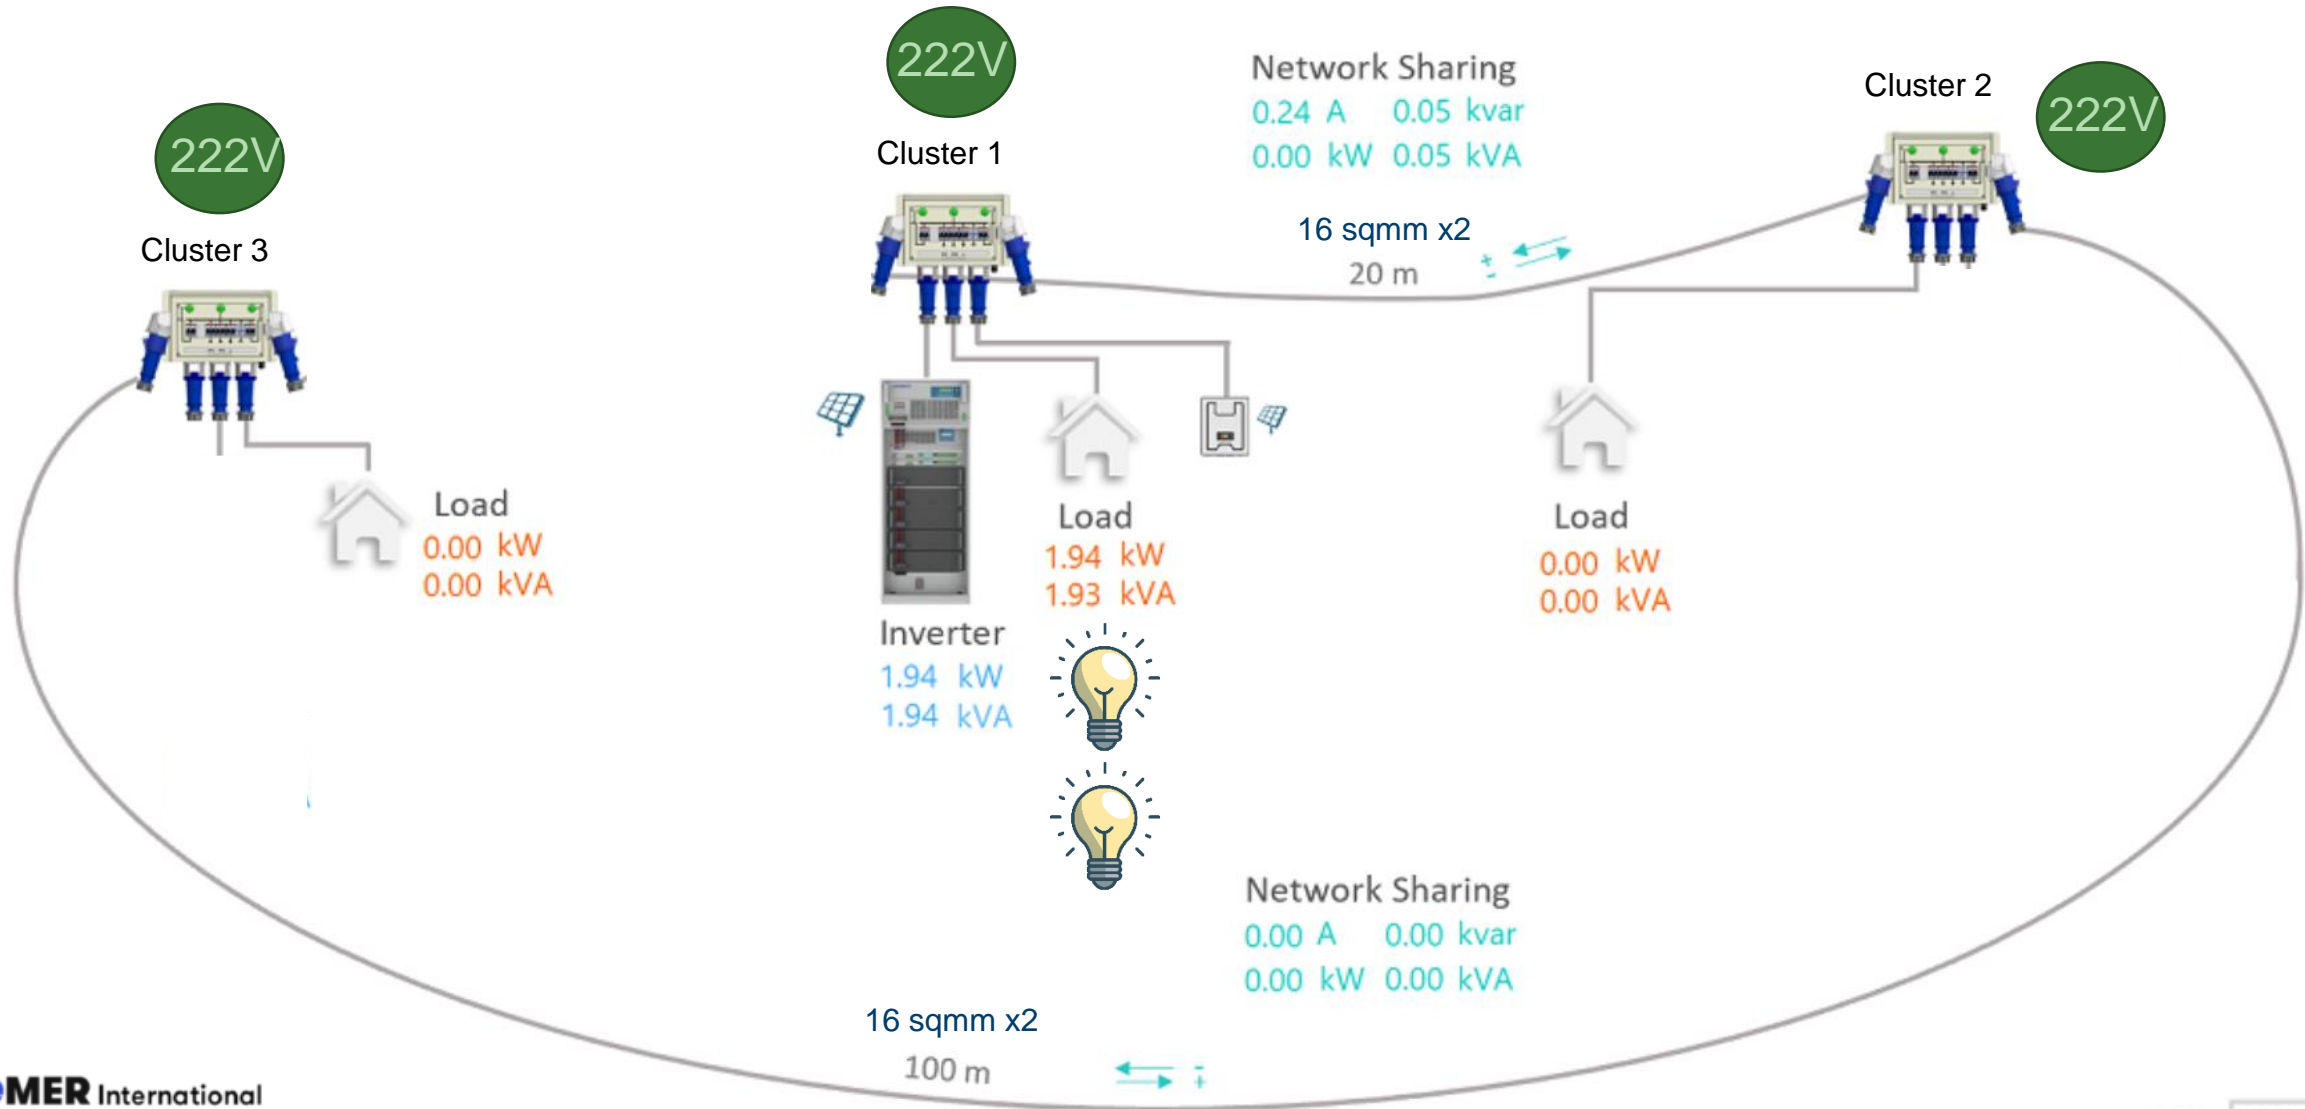 222V
Cluster 3
222V
Cluster 1
Network Sharing
0.24 A 0.05 kvar
0.00 kW 0.05 kVA
16 sqmm x2
20 m
+
-
Cluster 2
222V
Load
0.00 kW
0.00 kVA
Inverter
1.94 kW
1.94 kVA
Load
1.94 kW
1.93 kVA
Load
0.00 kW
0.00 kVA
Network Sharing
0.00 A 0.00 kvar
0.00 kW 0.00 kVA
16 sqmm x2
100 m
-
+
MER International